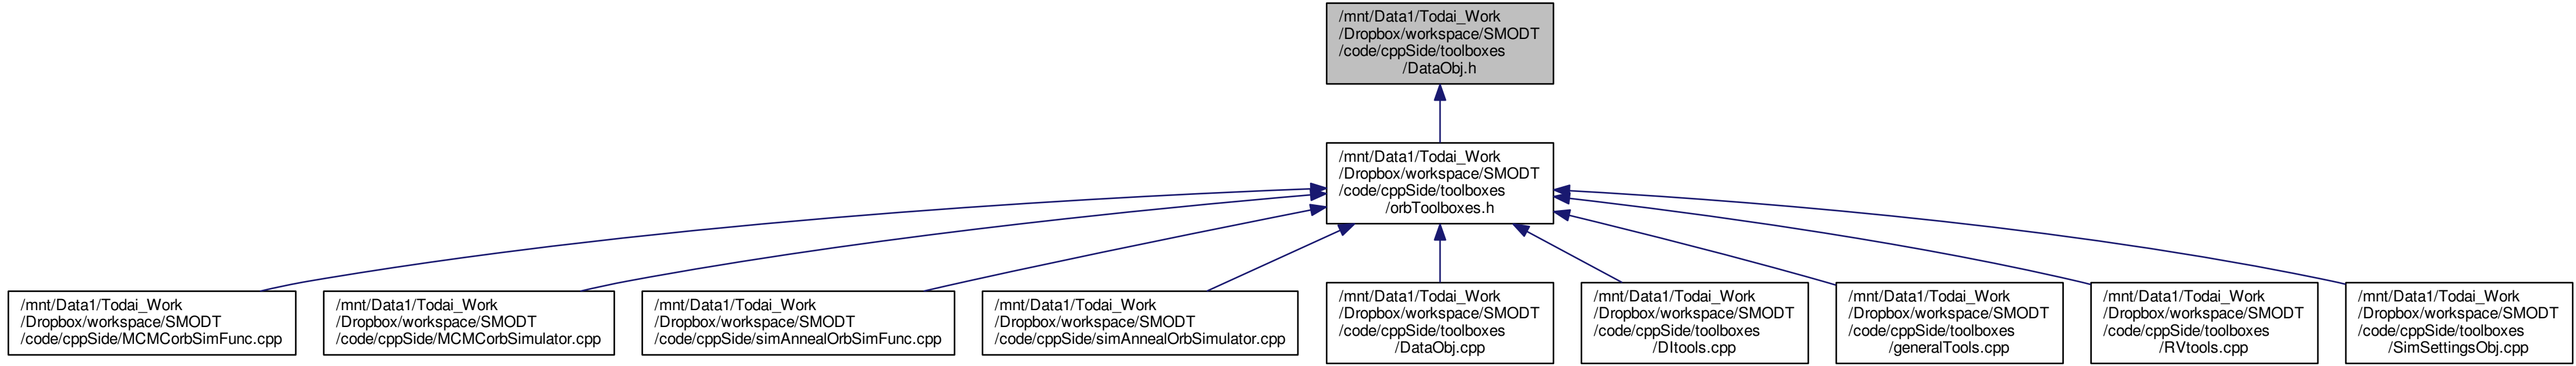 /mnt/Data1/Todai_Work
/Dropbox/workspace/SMODT
/code/cppSide/toolboxes
/DataObj.h
/mnt/Data1/Todai_Work
/Dropbox/workspace/SMODT
/code/cppSide/toolboxes
/orbToolboxes.h
/mnt/Data1/Todai_Work
/Dropbox/workspace/SMODT
/code/cppSide/MCMCorbSimFunc.cpp
/mnt/Data1/Todai_Work
/Dropbox/workspace/SMODT
/code/cppSide/MCMCorbSimulator.cpp
/mnt/Data1/Todai_Work
/Dropbox/workspace/SMODT
/code/cppSide/simAnnealOrbSimFunc.cpp
/mnt/Data1/Todai_Work
/Dropbox/workspace/SMODT
/code/cppSide/simAnnealOrbSimulator.cpp
/mnt/Data1/Todai_Work
/Dropbox/workspace/SMODT
/code/cppSide/toolboxes
/DataObj.cpp
/mnt/Data1/Todai_Work
/Dropbox/workspace/SMODT
/code/cppSide/toolboxes
/DItools.cpp
/mnt/Data1/Todai_Work
/Dropbox/workspace/SMODT
/code/cppSide/toolboxes
/generalTools.cpp
/mnt/Data1/Todai_Work
/Dropbox/workspace/SMODT
/code/cppSide/toolboxes
/RVtools.cpp
/mnt/Data1/Todai_Work
/Dropbox/workspace/SMODT
/code/cppSide/toolboxes
/SimSettingsObj.cpp